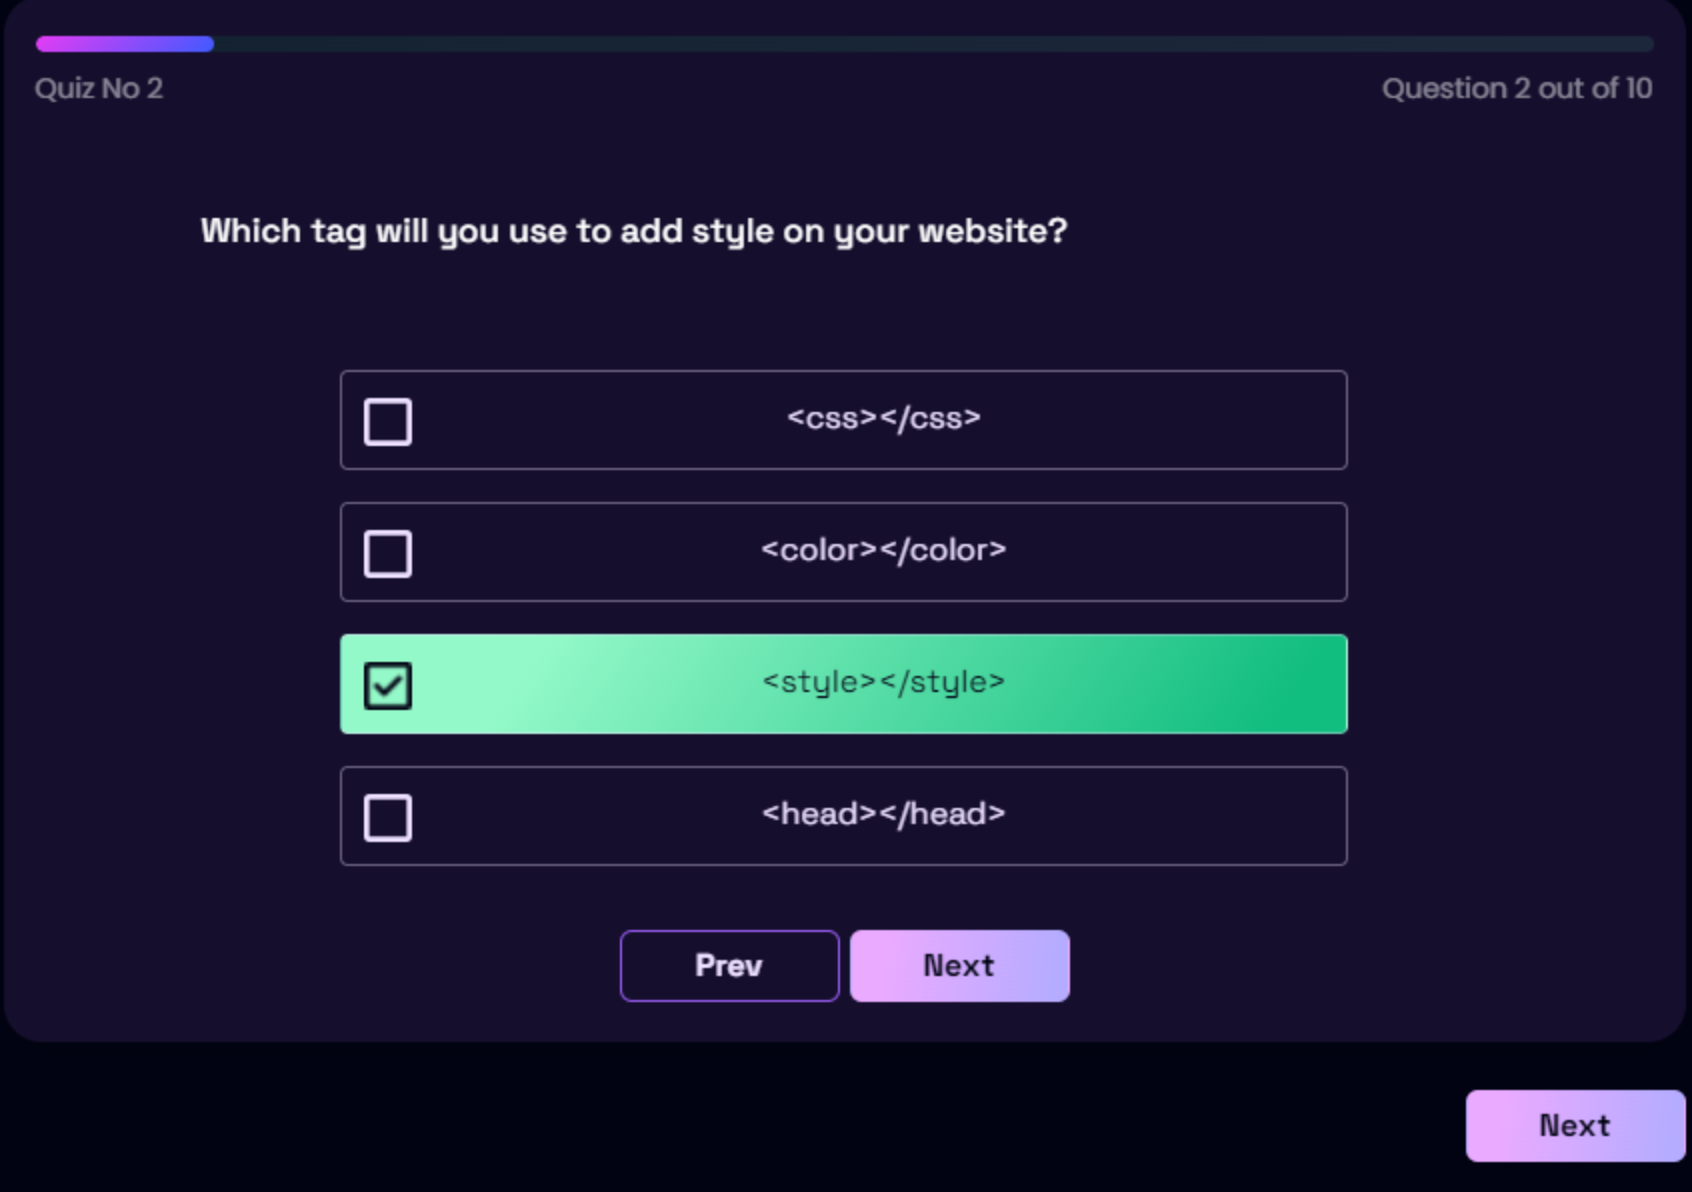 Quiz No 2
Question 2 out of 10
Which tag will you use to add style on your website?
<css></css>
<color></color>
<style></style>
<head></head>
Prev
Next
Next